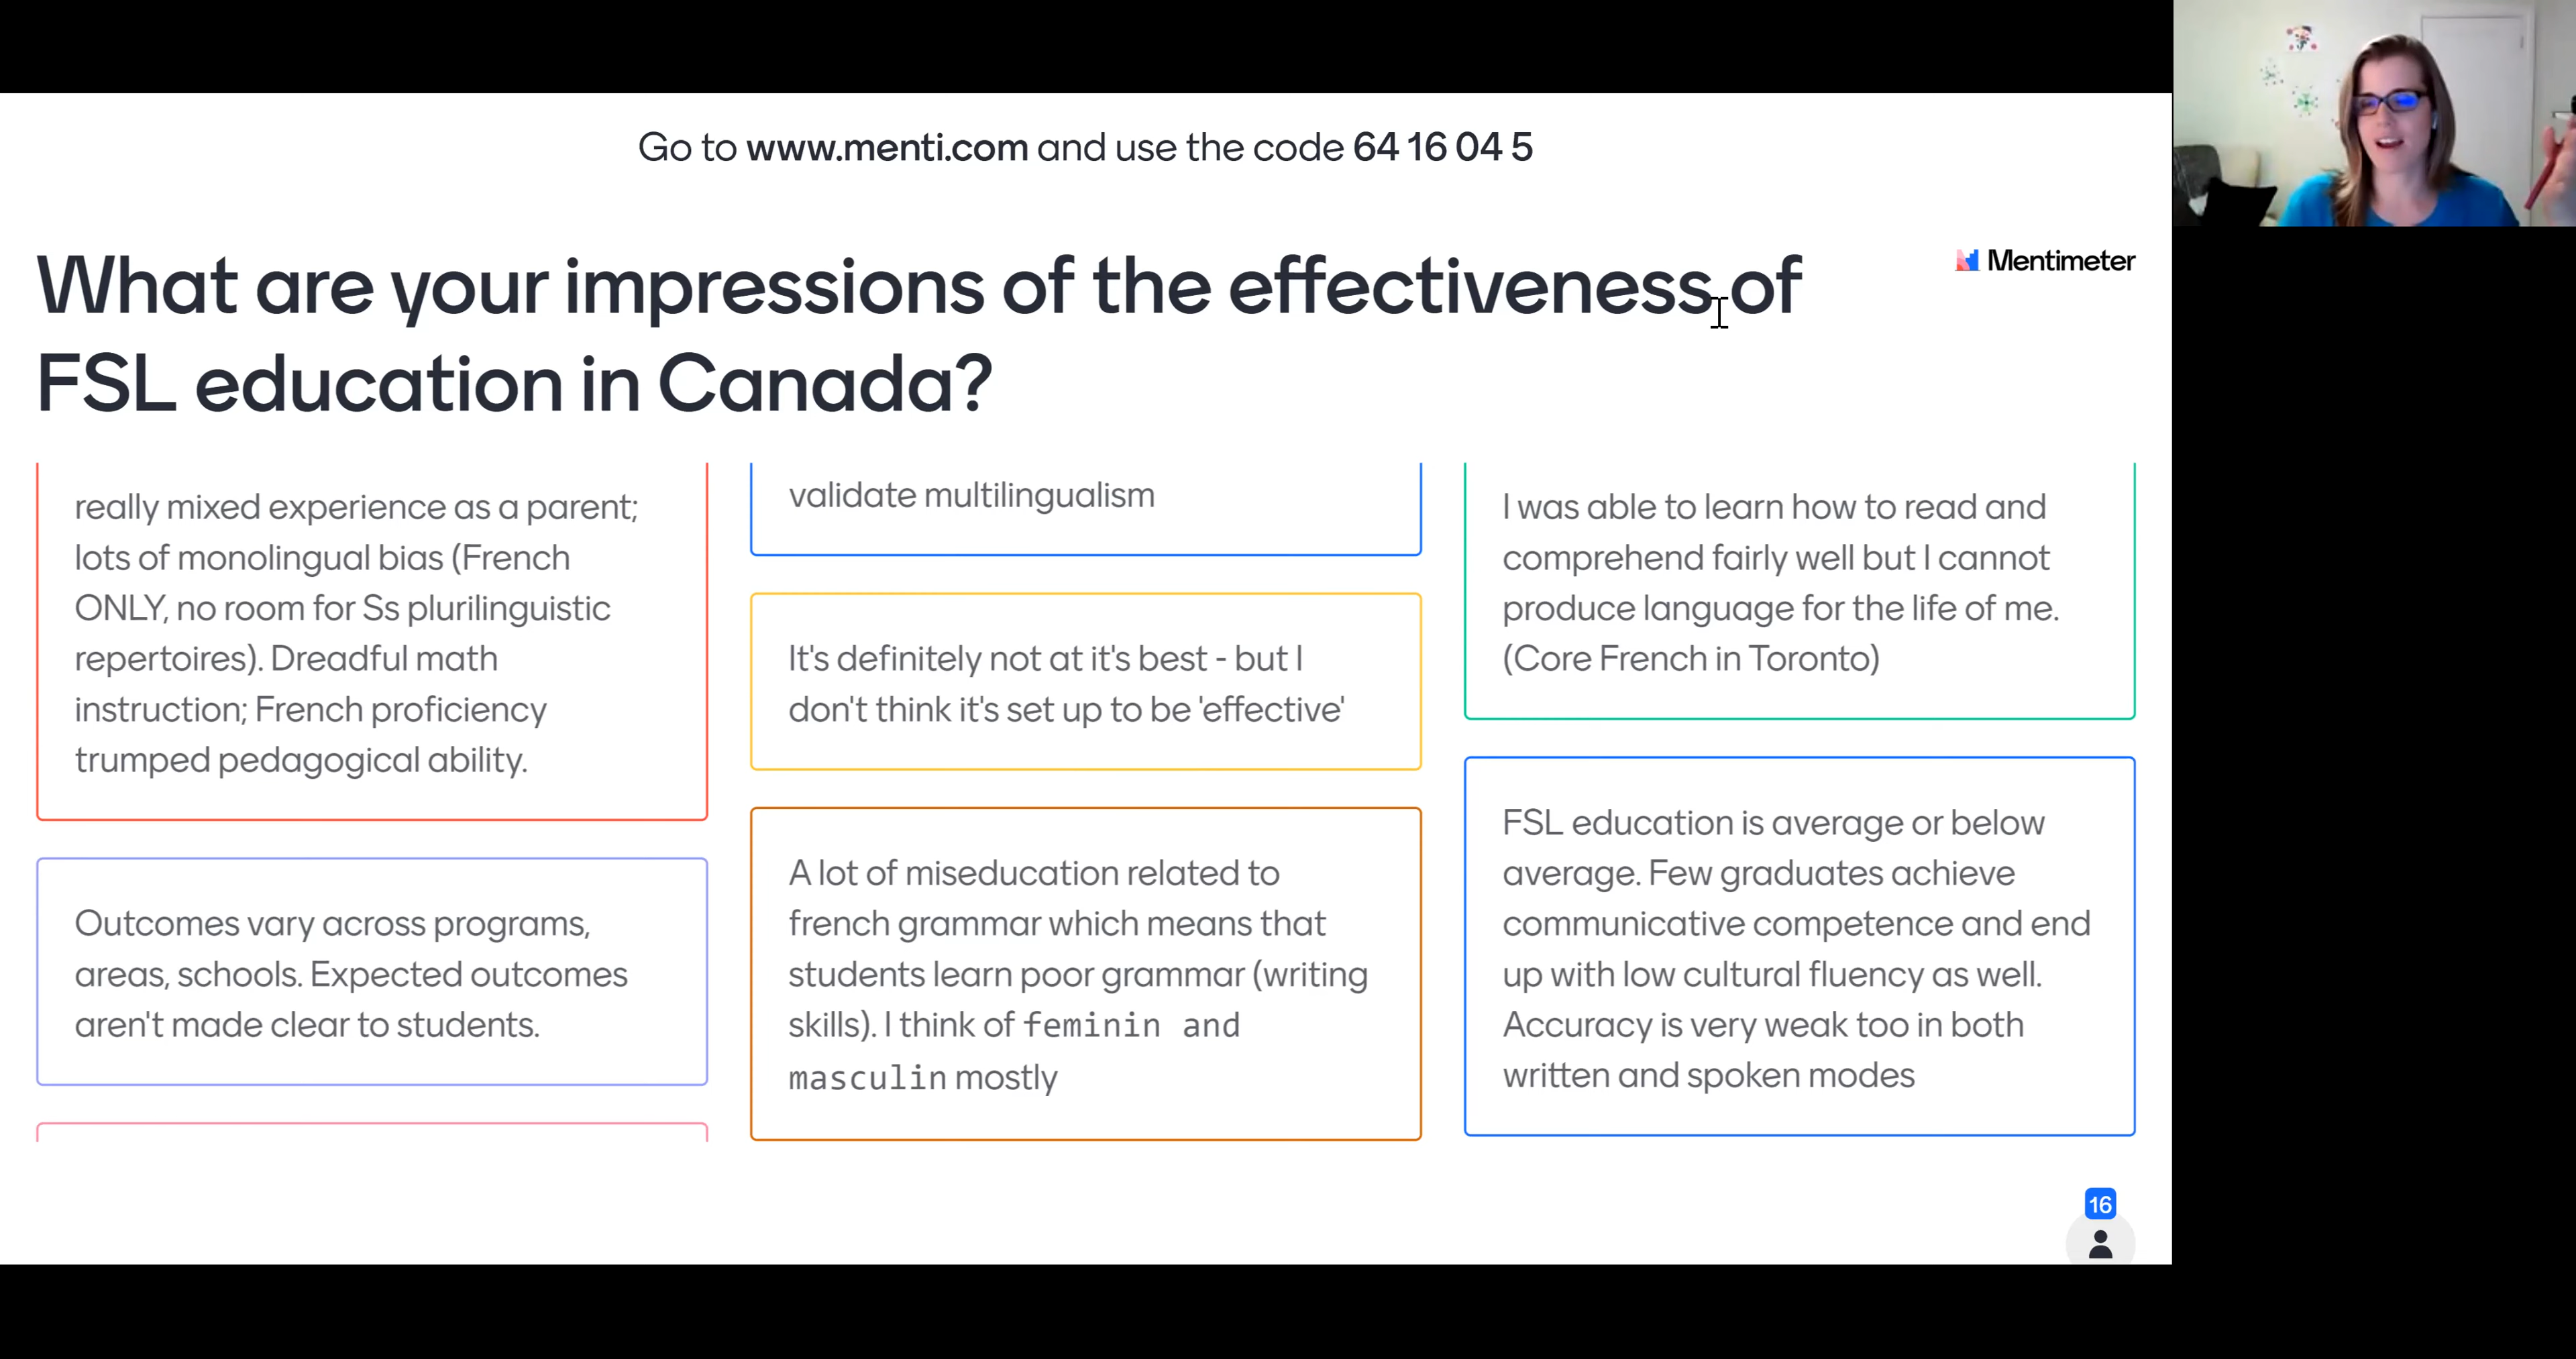 Go to www.menti.com and use the code 64 16 04 5
Mentimeter
What are your impressions of the effectiveness of
FSL education in Canada?
really mixed experience as a parent;
lots of monolingual bias (French
ONLY, no room for Ss plurilinguistic
repertoires). Dreadful math
instruction; French proficiency
trumped pedagogical ability.
Outcomes vary across programs,
areas, schools. Expected outcomes
aren't made clear to students.
validate multilingualism
It's definitely not at it's best - but I
don't think it's set up to be 'effective'
A lot of miseducation related to
french grammar which means that
students learn poor grammar (writing
skills). I think of feminin and
masculin mostly
I was able to learn how to read and
comprehend fairly well but I cannot
produce language for the life of me.
(Core French in Toronto)
FSL education is average or below
average. Few graduates achieve
communicative competence and end
up with low cultural fluency as well.
Accuracy is very weak too in both
written and spoken modes
16